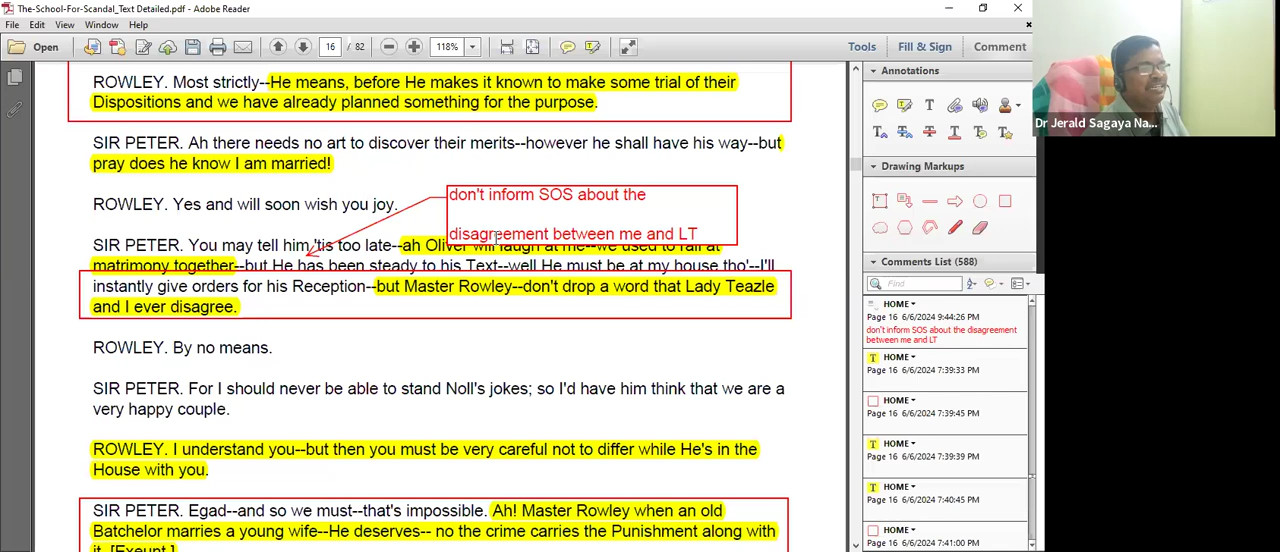 The-School-For-Scandal_Text Detailed.pdf - Adobe Reader
File Edit View Window Help
Open 16 / 82 118% Tools Fill & Sign Comment
ROWLEY. Most strictly--He means, before He makes it known to make some trial of their
Dispositions and we have already planned something for the purpose.
SIR PETER. Ah there needs no art to discover their merits--however he shall have his way--but
pray does he know I am married!
ROWLEY. Yes and will soon wish you joy.
don't inform SOS about the
disagreement between me and LT
SIR PETER. You may tell him 'tis too late--ah Oliver will laugh at me--we used to rail at
matrimony together--but He has been steady to his Text--well He must be at my house tho'--I'll
instantly give orders for his Reception--but Master Rowley--don't drop a word that Lady Teazle
and I ever disagree.
ROWLEY. By no means.
SIR PETER. For I should never be able to stand Noll's jokes; so I'd have him think that we are a
very happy couple.
ROWLEY. I understand you--but then you must be very careful not to differ while He's in the
House with you.
SIR PETER. Egad--and so we must--that's impossible. Ah! Master Rowley when an old
Batchelor marries a young wife--He deserves-- no the crime carries the Punishment along with
it. [Exeunt.]
Annotations
Drawing Markups
Comments List (588)
Find
HOME
Page 16 6/6/2024 9:44:26 PM
don't inform SOS about the disagreement
between me and LT
HOME
Page 16 6/6/2024 7:39:33 PM
HOME
Page 16 6/6/2024 7:39:45 PM
HOME
Page 16 6/6/2024 7:39:39 PM
HOME
Page 16 6/6/2024 7:40:45 PM
HOME
Page 16 6/6/2024 7:41:00 PM
Dr Jerald Sagaya Na...